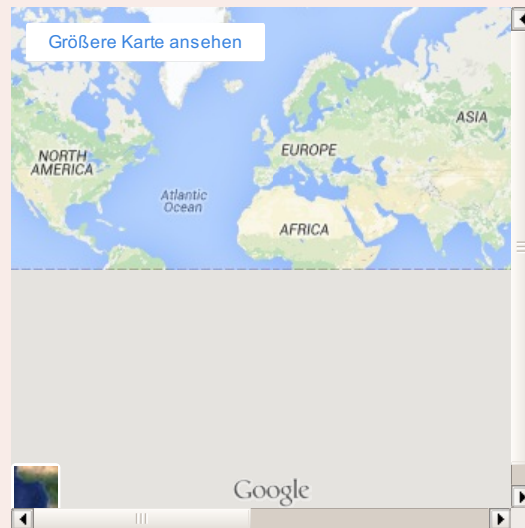 Größere Karte ansehen
ASIA
EUROPE
NORTH
AMERICA
Atlantic
Ocean
AFRICA
Google